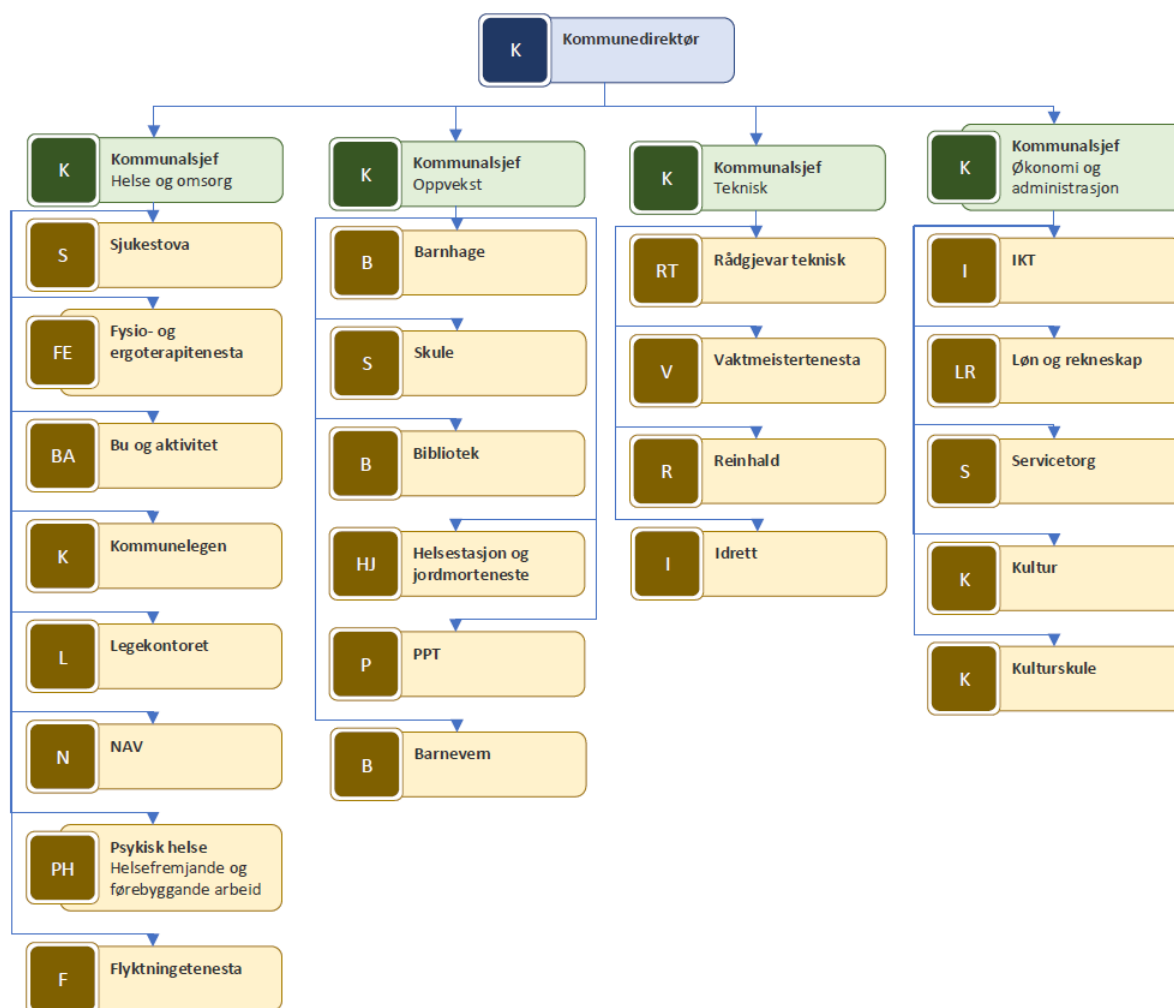 K
Kommunedirektør
K
Kommunalsjef
Helse og omsorg
S
Sjukestova
FE
Fysio- og
ergoterapitenesta
BA
Bu og aktivitet
K
Kommunelegen
L
Legekontoret
N
NAV
PH
Psykisk helse
Helsefremjande og
førebyggande arbeid
F
Flyktningetenesta
K
Kommunalsjef
Oppvekst
B
Barnhage
S
Skule
B
Bibliotek
HJ
Helsestasjon og
jordmorteneste
P
PPT
B
Barnevern
K
Kommunalsjef
Teknisk
RT
Rådgjevar teknisk
V
Vaktmeistertenesta
R
Reinhald
I
Idrett
K
Kommunalsjef
Økonomi og
administrasjon
I
IKT
LR
Løn og rekneskap
S
Servicetorg
K
Kultur
K
Kulturskule